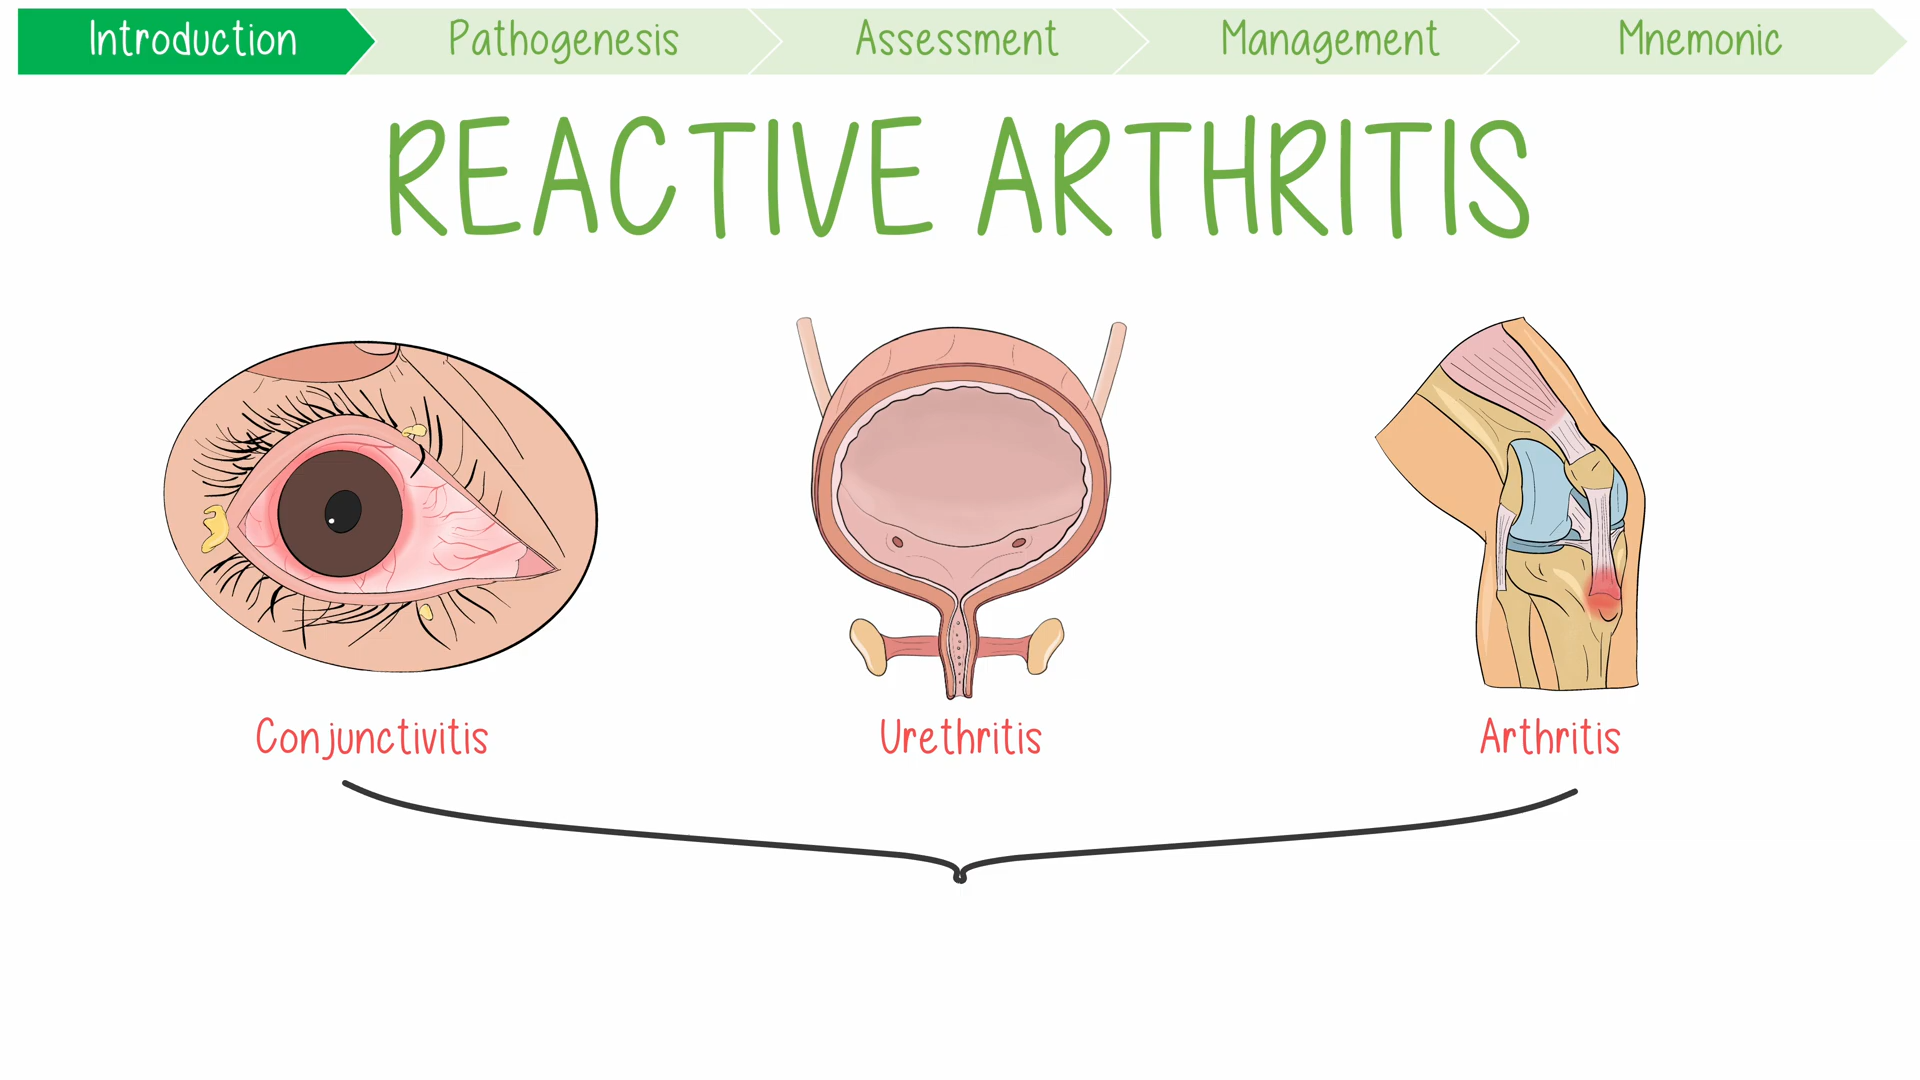 Introduction
Pathogenesis
Assessment
Management
Mnemonic
REACTIVE ARTHRITIS
Conjunctivitis
Urethritis
Arthritis